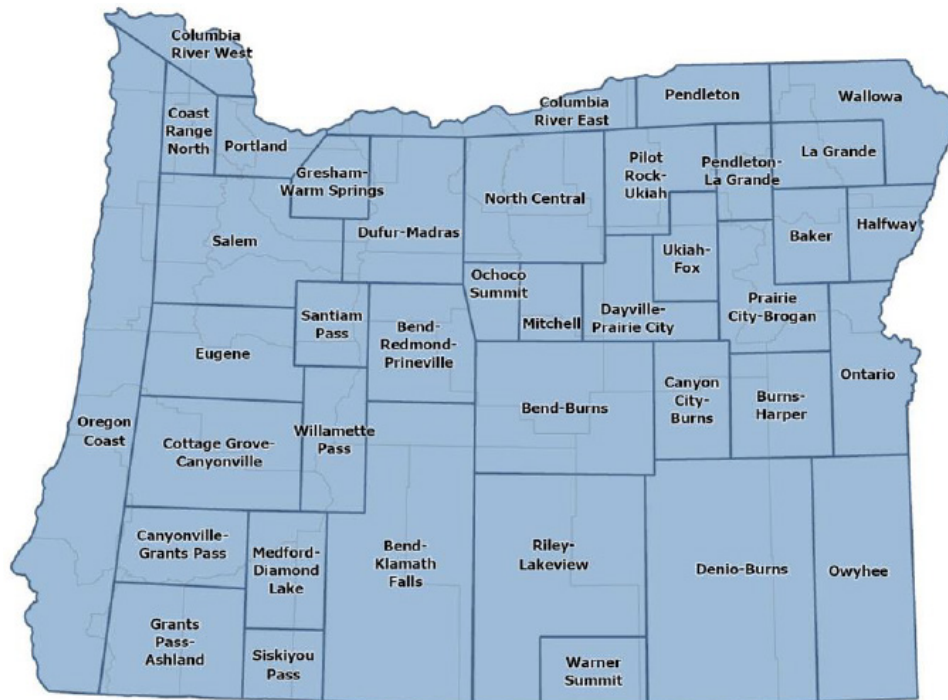 Columbia
River West
Coast
Range
North
Portland
Gresham-
Warm Springs
Columbia
River East
Pendleton
Wallowa
La Grande
Pendleton-
La Grande
Pilot
Rock-
Ukiah
North Central
Dufur-Madras
Salem
Ukiah-
Fox
Baker
Halfway
Ochoco
Summit
Mitchell
Dayville-
Prairie City
Prairie
City-Brogan
Santiam
Pass
Bend-
Redmond-
Prineville
Eugene
Ontario
Oregon
Coast
Cottage Grove-
Canyonville
Willamette
Pass
Bend-Burns
Canyon
City-
Burns
Burns-
Harper
Canyonville-
Grants Pass
Medford-
Diamond
Lake
Bend-
Klamath
Falls
Riley-
Lakeview
Denio-Burns
Owyhee
Grants
Pass-
Ashland
Siskiyou
Pass
Warner
Summit